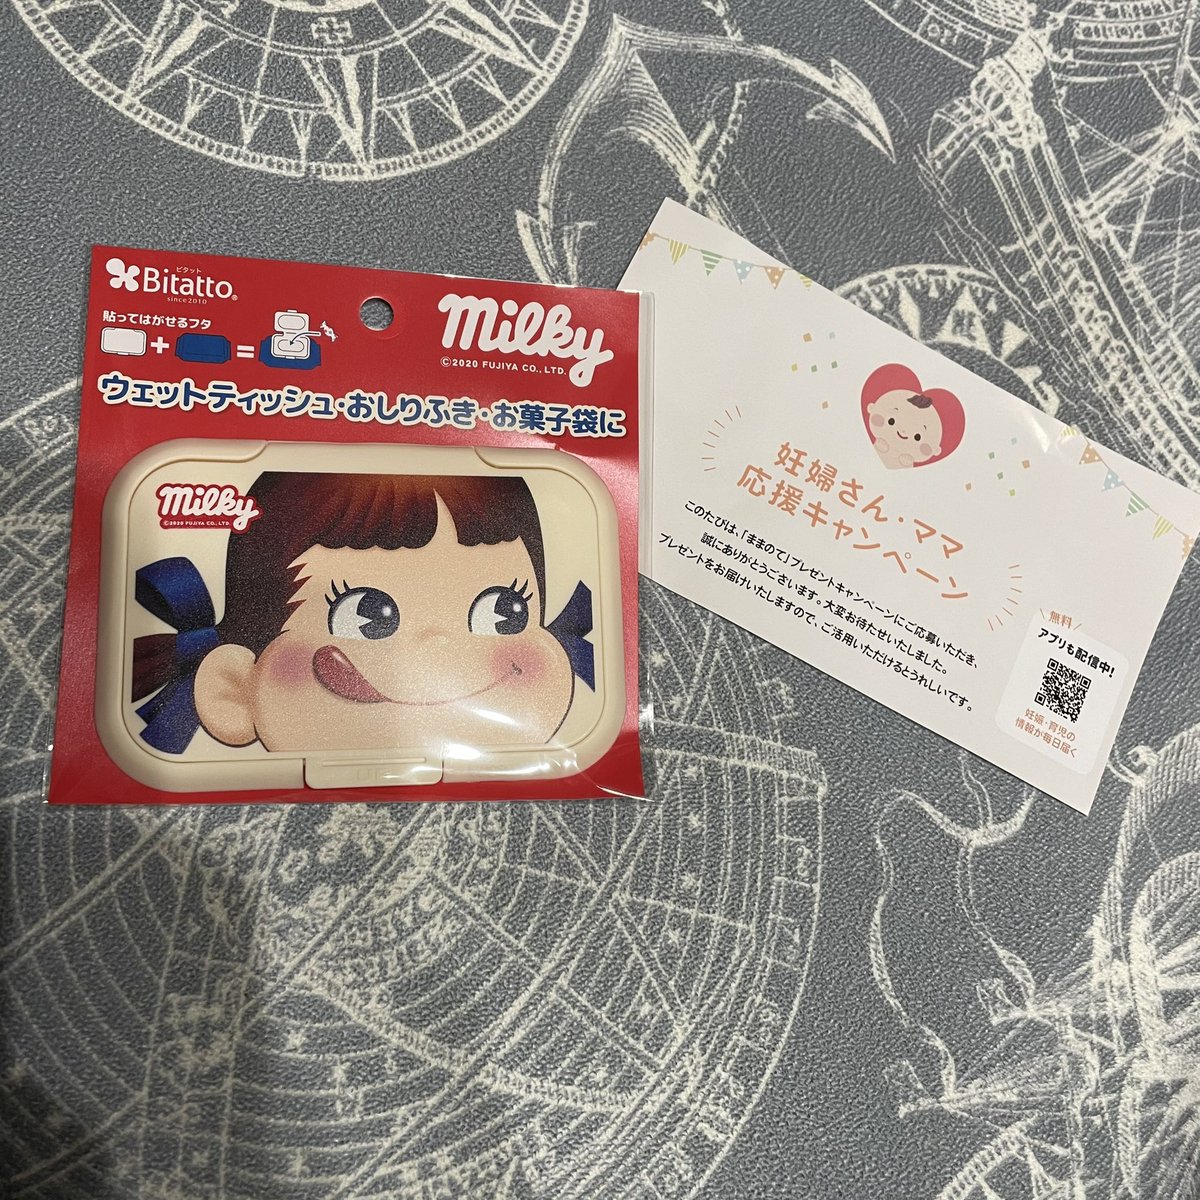 ビタット
Bitatto®
since2010
貼ってはがせるフタ
milky
©2020 FUJIYA CO., LTD.
ウェットティッシュ・おしりふき・お菓子袋に
milky
©2020 FUJIYA CO., LTD.
妊婦さん・ママ
応援キャンペーン
このたびは、「ままのて」プレゼントキャンペーンにご応募いただき、
誠にありがとうございます。大変お待たせいたしました。
プレゼントをお届けいたしますので、ご活用いただけるとうれしいです。
無料
アプリも配信中!
妊娠・育児の
情報が毎日届く